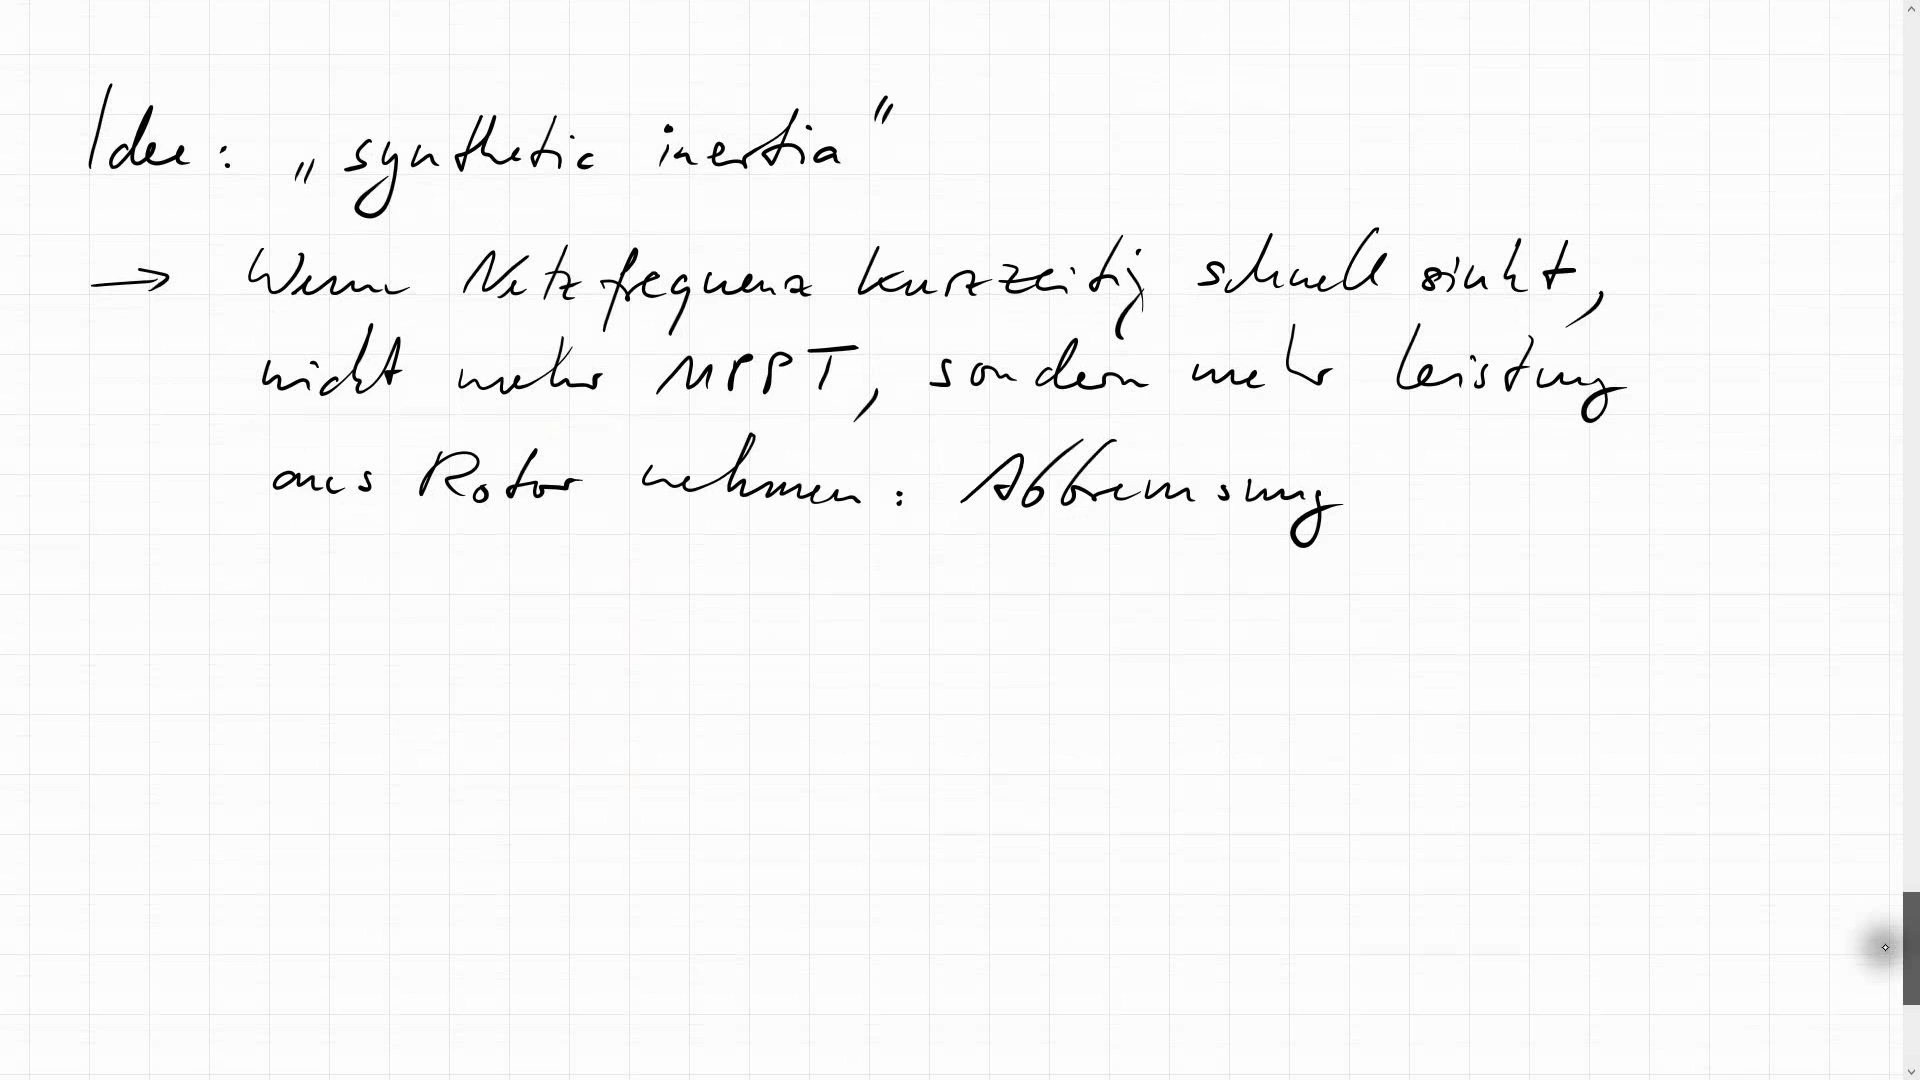 Idee: „synthetic inertia"
→ Wenn Netzfrequenz kurzzeitig schnell sinkt,
nicht mehr MPPT, sondern mehr Leistung
aus Rotor nehmen: Abbremsung